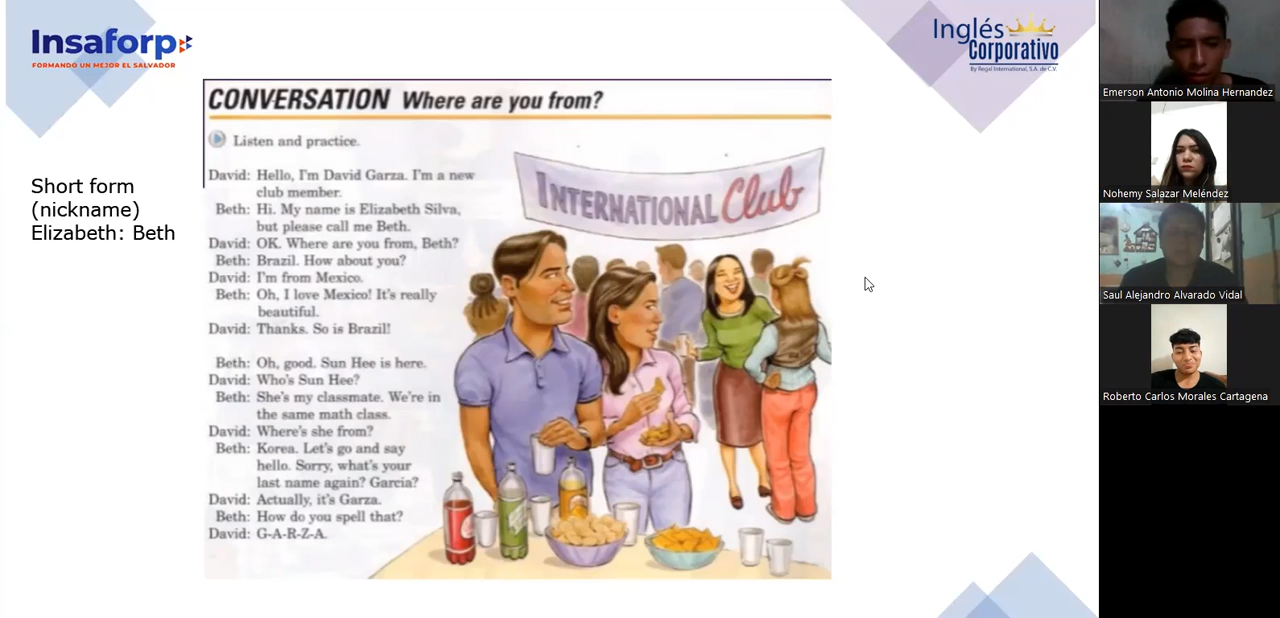 Insaforp
FORMANDO UN MEJOR EL SALVADOR
Inglés
Corporativo
By Regal International, S.A. de C.V.
CONVERSATION Where are you from?
Listen and practice.
Short form
(nickname)
Elizabeth: Beth
David: Hello, I'm David Garza. I'm a new
club member.
Beth: Hi. My name is Elizabeth Silva,
but please call me Beth.
David: OK. Where are you from, Beth?
Beth: Brazil. How about you?
David: I'm from Mexico.
Beth: Oh, I love Mexico! It's really
beautiful.
David: Thanks. So is Brazil!
Beth: Oh, good. Sun Hee is here.
David: Who's Sun Hee?
Beth: She's my classmate. We're in
the same math class.
David: Where's she from?
Beth: Korea. Let's go and say
hello. Sorry, what's your
last name again? Garcia?
David: Actually, it's Garza.
Beth: How do you spell that?
David: G-A-R-Z-A.
INTERNATIONAL Club
Emerson Antonio Molina Hernandez
Nohemy Salazar Meléndez
Saul Alejandro Alvarado Vidal
Roberto Carlos Morales Cartagena